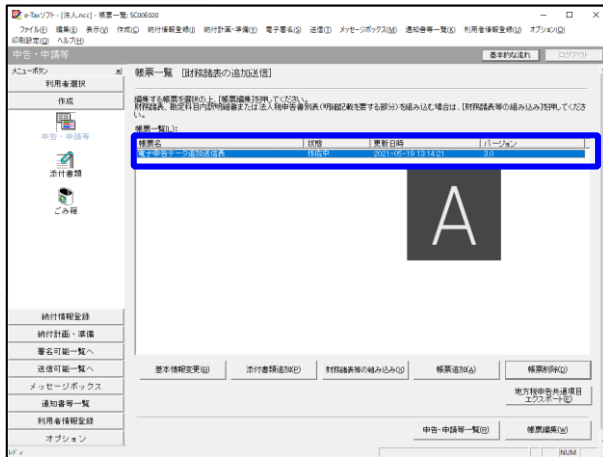 e-Taxソフト - [法人.ncc] - 帳票一覧: SC00E020
ファイル(F) 編集(E) 表示(V) 作成(C) 納付情報登録(I) 納付計画・準備(Y) 電子署名(S) 送信(T) メッセージボックス(M) 通知書等一覧(K) 利用者情報登録(U) オプション(O)
印刷設定(Q) ヘルプ(H)
申告・申請等
基本的な流れ
ログアウト
メニューボタン
利用者選択
作成
申告・申請等
添付書類
ごみ箱
納付情報登録
納付計画・準備
署名可能一覧へ
送信可能一覧へ
メッセージボックス
通知書等一覧
利用者情報登録
オプション
帳票一覧 [財務諸表の追加送信]
編集する帳票を選択の上、[帳票編集]を押してください。
財務諸表、勘定科目内訳明細書または法人税申告書別表(明細記載を要する部分)を組み込む場合は、[財務諸表等の組み込み]を押してください。
帳票一覧(L):
帳票名 状態 更新日時 バージョン
電子申告データ追加送信表 作成中 2021-05-19 13:14:21 3.0
A
基本情報変更(B) 添付書類追加(P) 財務諸表等の組み込み(X) 帳票追加(A) 帳票削除(D)
地方税申告共通項目
エクスポート(E)
申告・申請等一覧(R) 帳票編集(W)
レディ
NUM